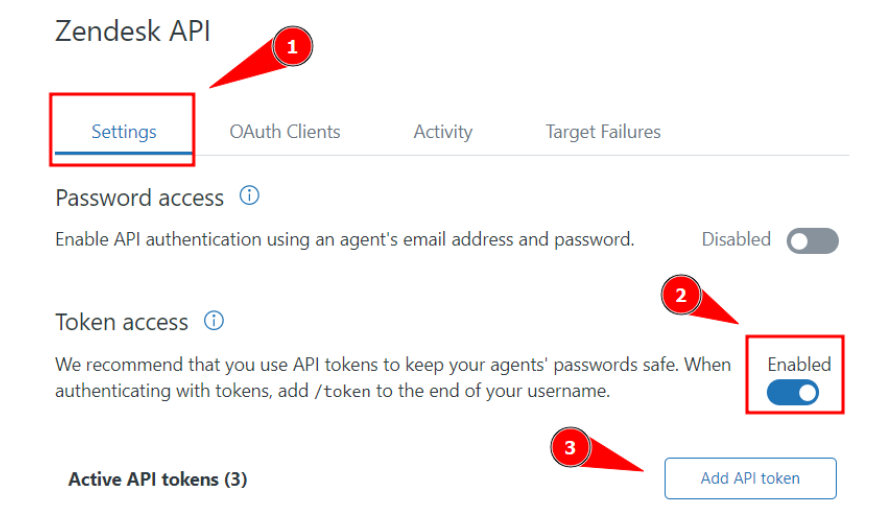 Zendesk API
1
Settings OAuth Clients Activity Target Failures
Password access
Enable API authentication using an agent's email address and password. Disabled
2
Token access
We recommend that you use API tokens to keep your agents' passwords safe. When Enabled
authenticating with tokens, add /token to the end of your username.
3
Active API tokens (3) Add API token